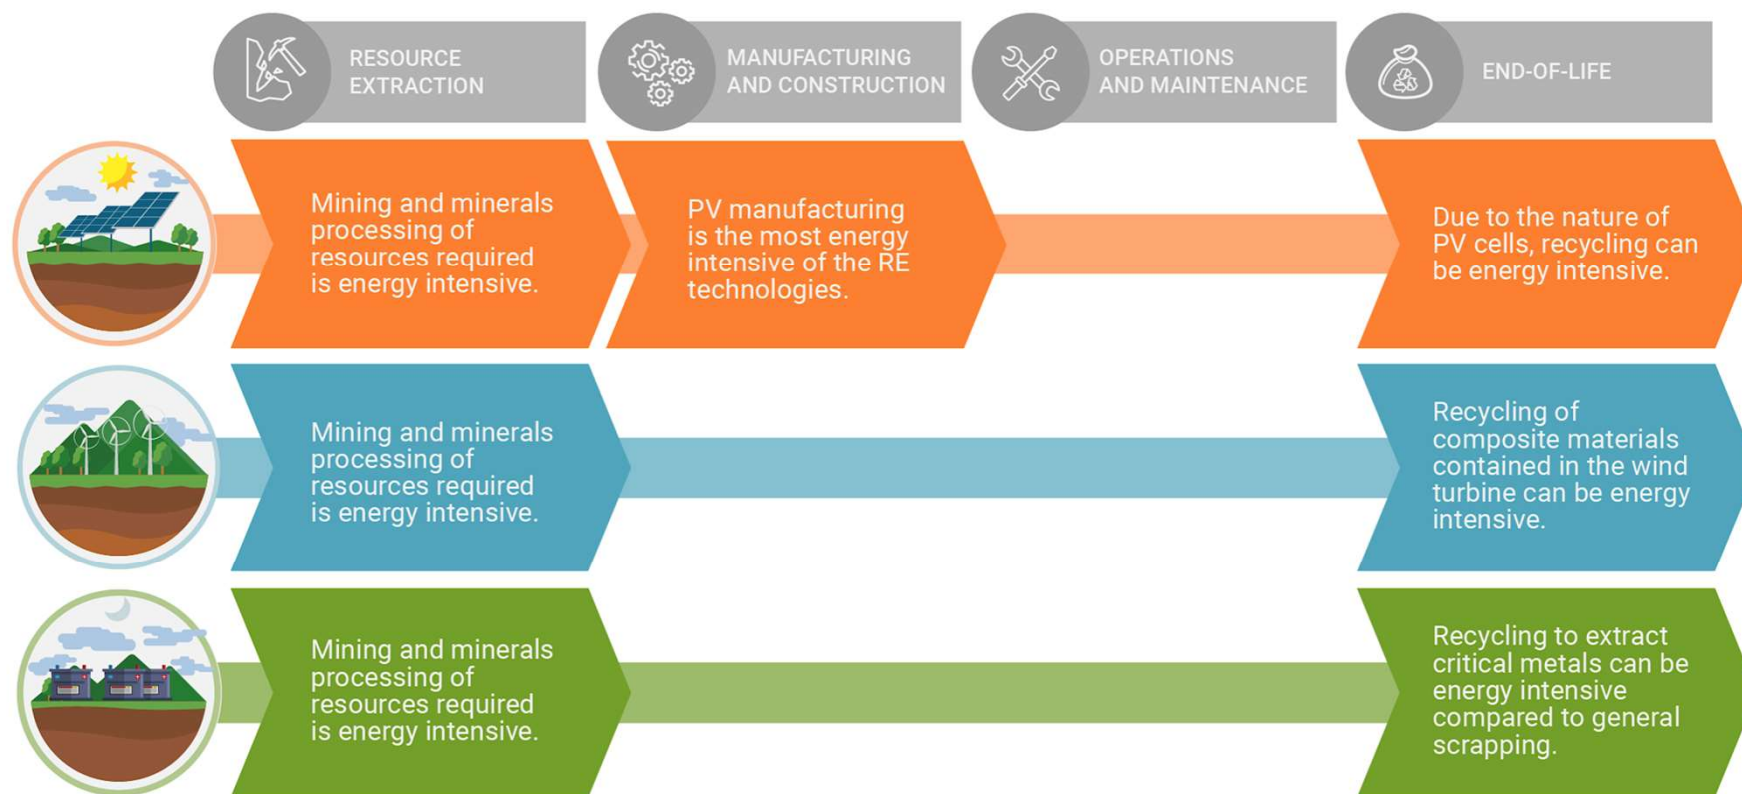 RESOURCE
EXTRACTION
MANUFACTURING
AND CONSTRUCTION
OPERATIONS
AND MAINTENANCE
END-OF-LIFE
Mining and minerals
processing of
resources required
is energy intensive.
PV manufacturing
is the most energy
intensive of the RE
technologies.
Due to the nature of
PV cells, recycling can
be energy intensive.
Mining and minerals
processing of
resources required
is energy intensive.
Recycling of
composite materials
contained in the wind
turbine can be energy
intensive.
Mining and minerals
processing of
resources required
is energy intensive.
Recycling to extract
critical metals can be
energy intensive
compared to general
scrapping.